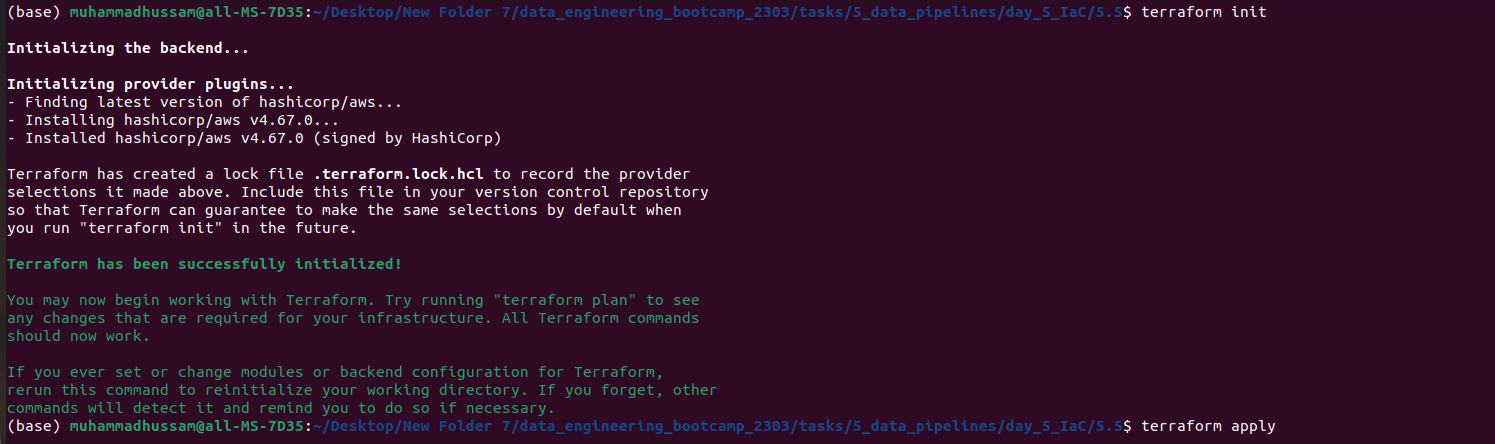 (base) muhammadhussam@all-MS-7D35:~/Desktop/New Folder 7/data_engineering_bootcamp_2303/tasks/5_data_pipelines/day_5_IaC/5.5$ terraform init
Initializing the backend...
Initializing provider plugins...
- Finding latest version of hashicorp/aws...
- Installing hashicorp/aws v4.67.0...
- Installed hashicorp/aws v4.67.0 (signed by HashiCorp)
Terraform has created a lock file .terraform.lock.hcl to record the provider
selections it made above. Include this file in your version control repository
so that Terraform can guarantee to make the same selections by default when
you run "terraform init" in the future.
Terraform has been successfully initialized!
You may now begin working with Terraform. Try running "terraform plan" to see
any changes that are required for your infrastructure. All Terraform commands
should now work.
If you ever set or change modules or backend configuration for Terraform,
rerun this command to reinitialize your working directory. If you forget, other
commands will detect it and remind you to do so if necessary.
(base) muhammadhussam@all-MS-7D35:~/Desktop/New Folder 7/data_engineering_bootcamp_2303/tasks/5_data_pipelines/day_5_IaC/5.5$ terraform apply